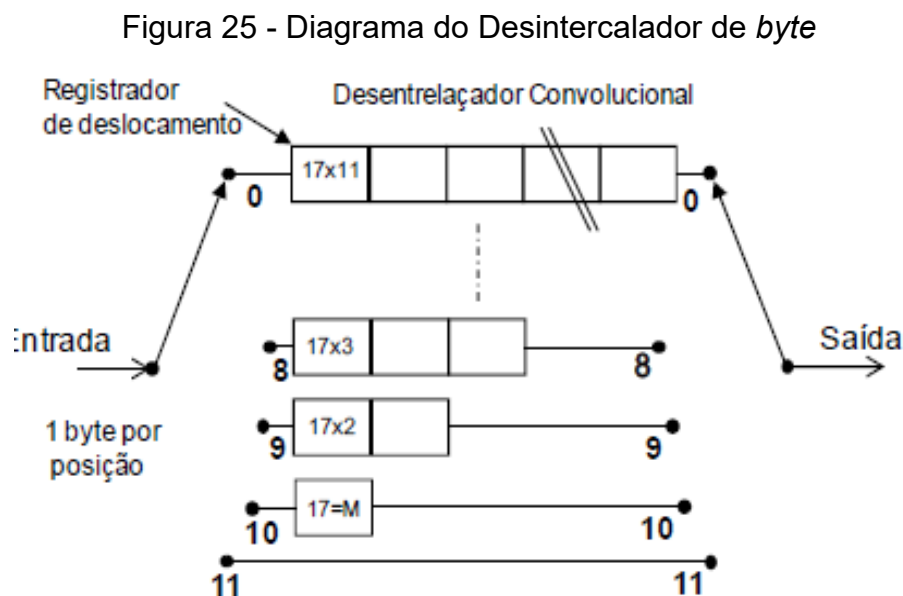 Figura 25 - Diagrama do Desintercalador de byte
Registrador
de deslocamento
Desentrelaçador Convolucional
17x11
0
0
Entrada
Saída
17x3
8
8
1 byte por
posição
17x2
9
9
17=M
10
10
11
11